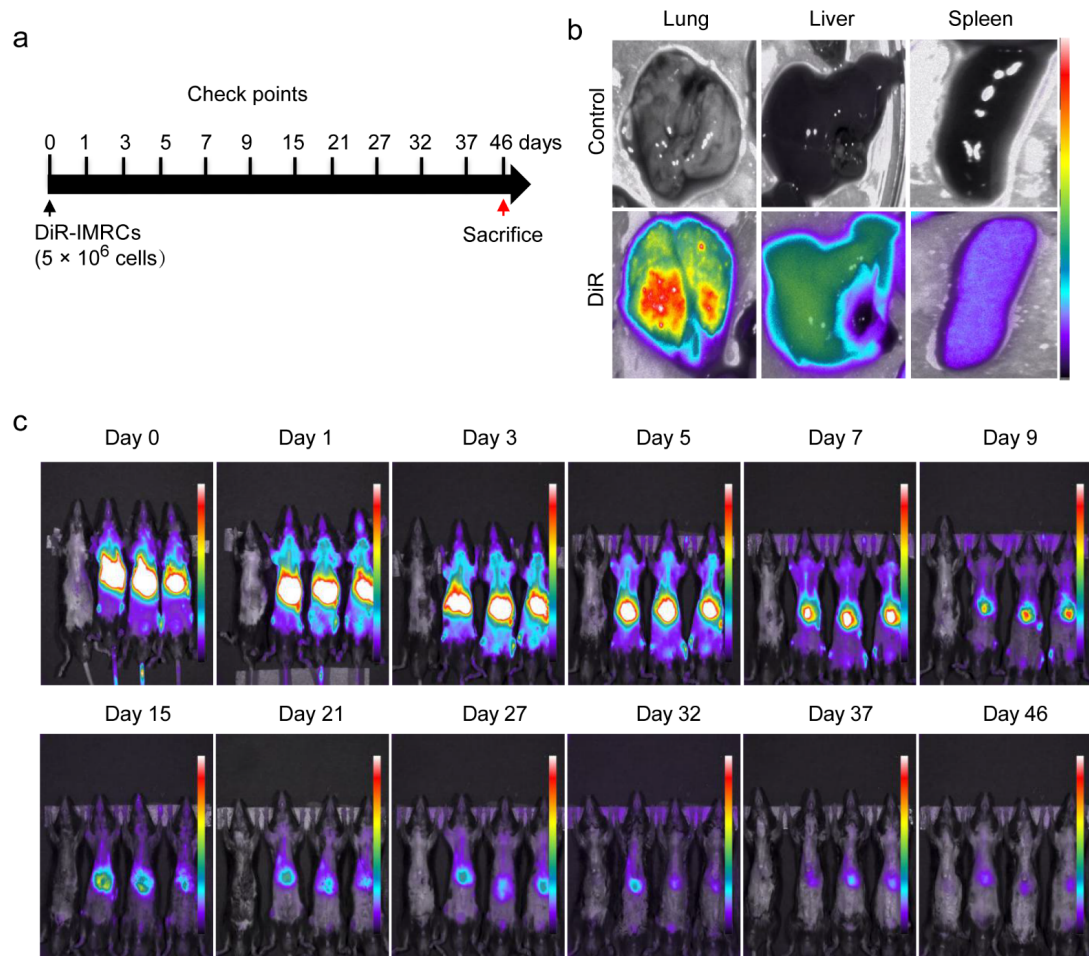 a
Check points
0 1 3 5 7 9 15 21 27 32 37 46 days
DiR-IMRCs
(5 × 10⁶ cells）
Sacrifice
b
Lung Liver Spleen
Control
DiR
c
Day 0 Day 1 Day 3 Day 5 Day 7 Day 9
Day 15 Day 21 Day 27 Day 32 Day 37 Day 46